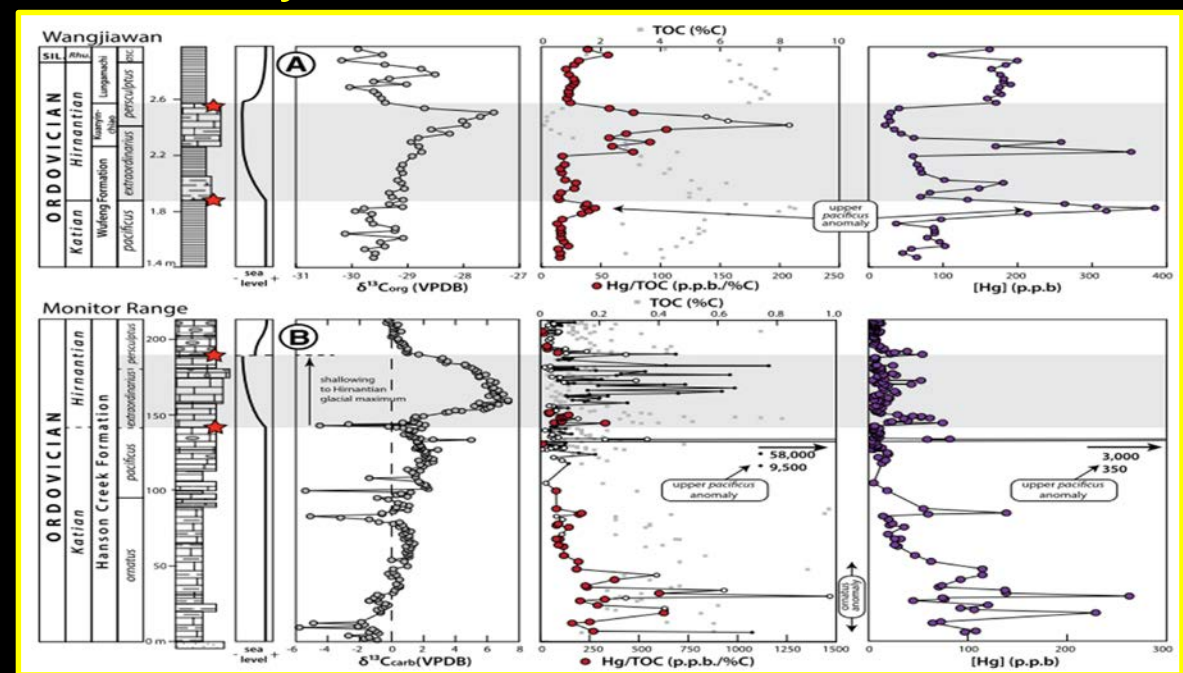 Wangjiawan
TOC (%C)
0 2 4 6 8 10
SIL. Rhu. Lungamachi asc.
ORDOVICIAN
Hirnantian
Katian
Kuanyin-chiao
Wufeng Formation
persculptus
extraordinarius
pacificus
2.6
2.2
1.8
1.4 m
- sea level +
A
upper
pacificus
anomaly
-31 -30 -29 -28 -27
δ¹³Corg (VPDB)
0 50 100 150 200 250
Hg/TOC (p.p.b./%C)
0 100 200 300 400
[Hg] (p.p.b)
Monitor Range
TOC (%C)
0 0.2 0.4 0.6 0.8 1.0
ORDOVICIAN
Hirnantian
Katian
Hanson Creek Formation
persculptus
extraordinarius
pacificus
ornatus
200
150
100
50
0 m
- sea level +
B
shallowing
to Hirnantian
glacial maximum
58,000
9,500
upper pacificus
anomaly
3,000
350
upper pacificus
anomaly
ornatus
anomaly
-6 -4 -2 0 2 4 6 8
δ¹³Ccarb(VPDB)
250 500 750 1000 1250 1500
Hg/TOC (p.p.b./%C)
0 100 200 300
[Hg] (p.p.b)